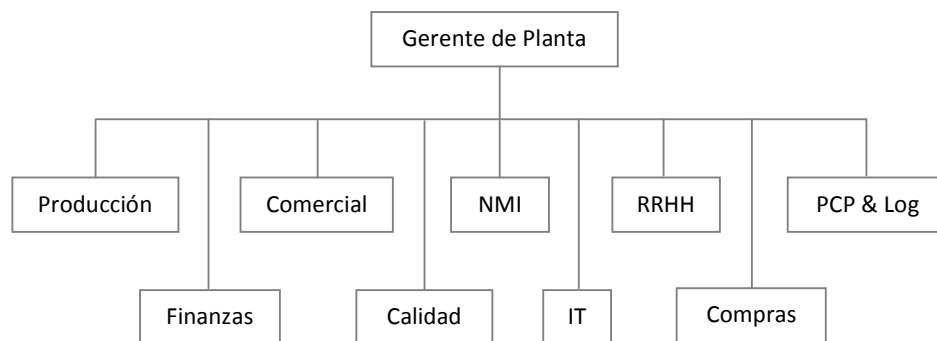 Gerente de Planta
Producción
Comercial
NMI
RRHH
PCP & Log
Finanzas
Calidad
IT
Compras